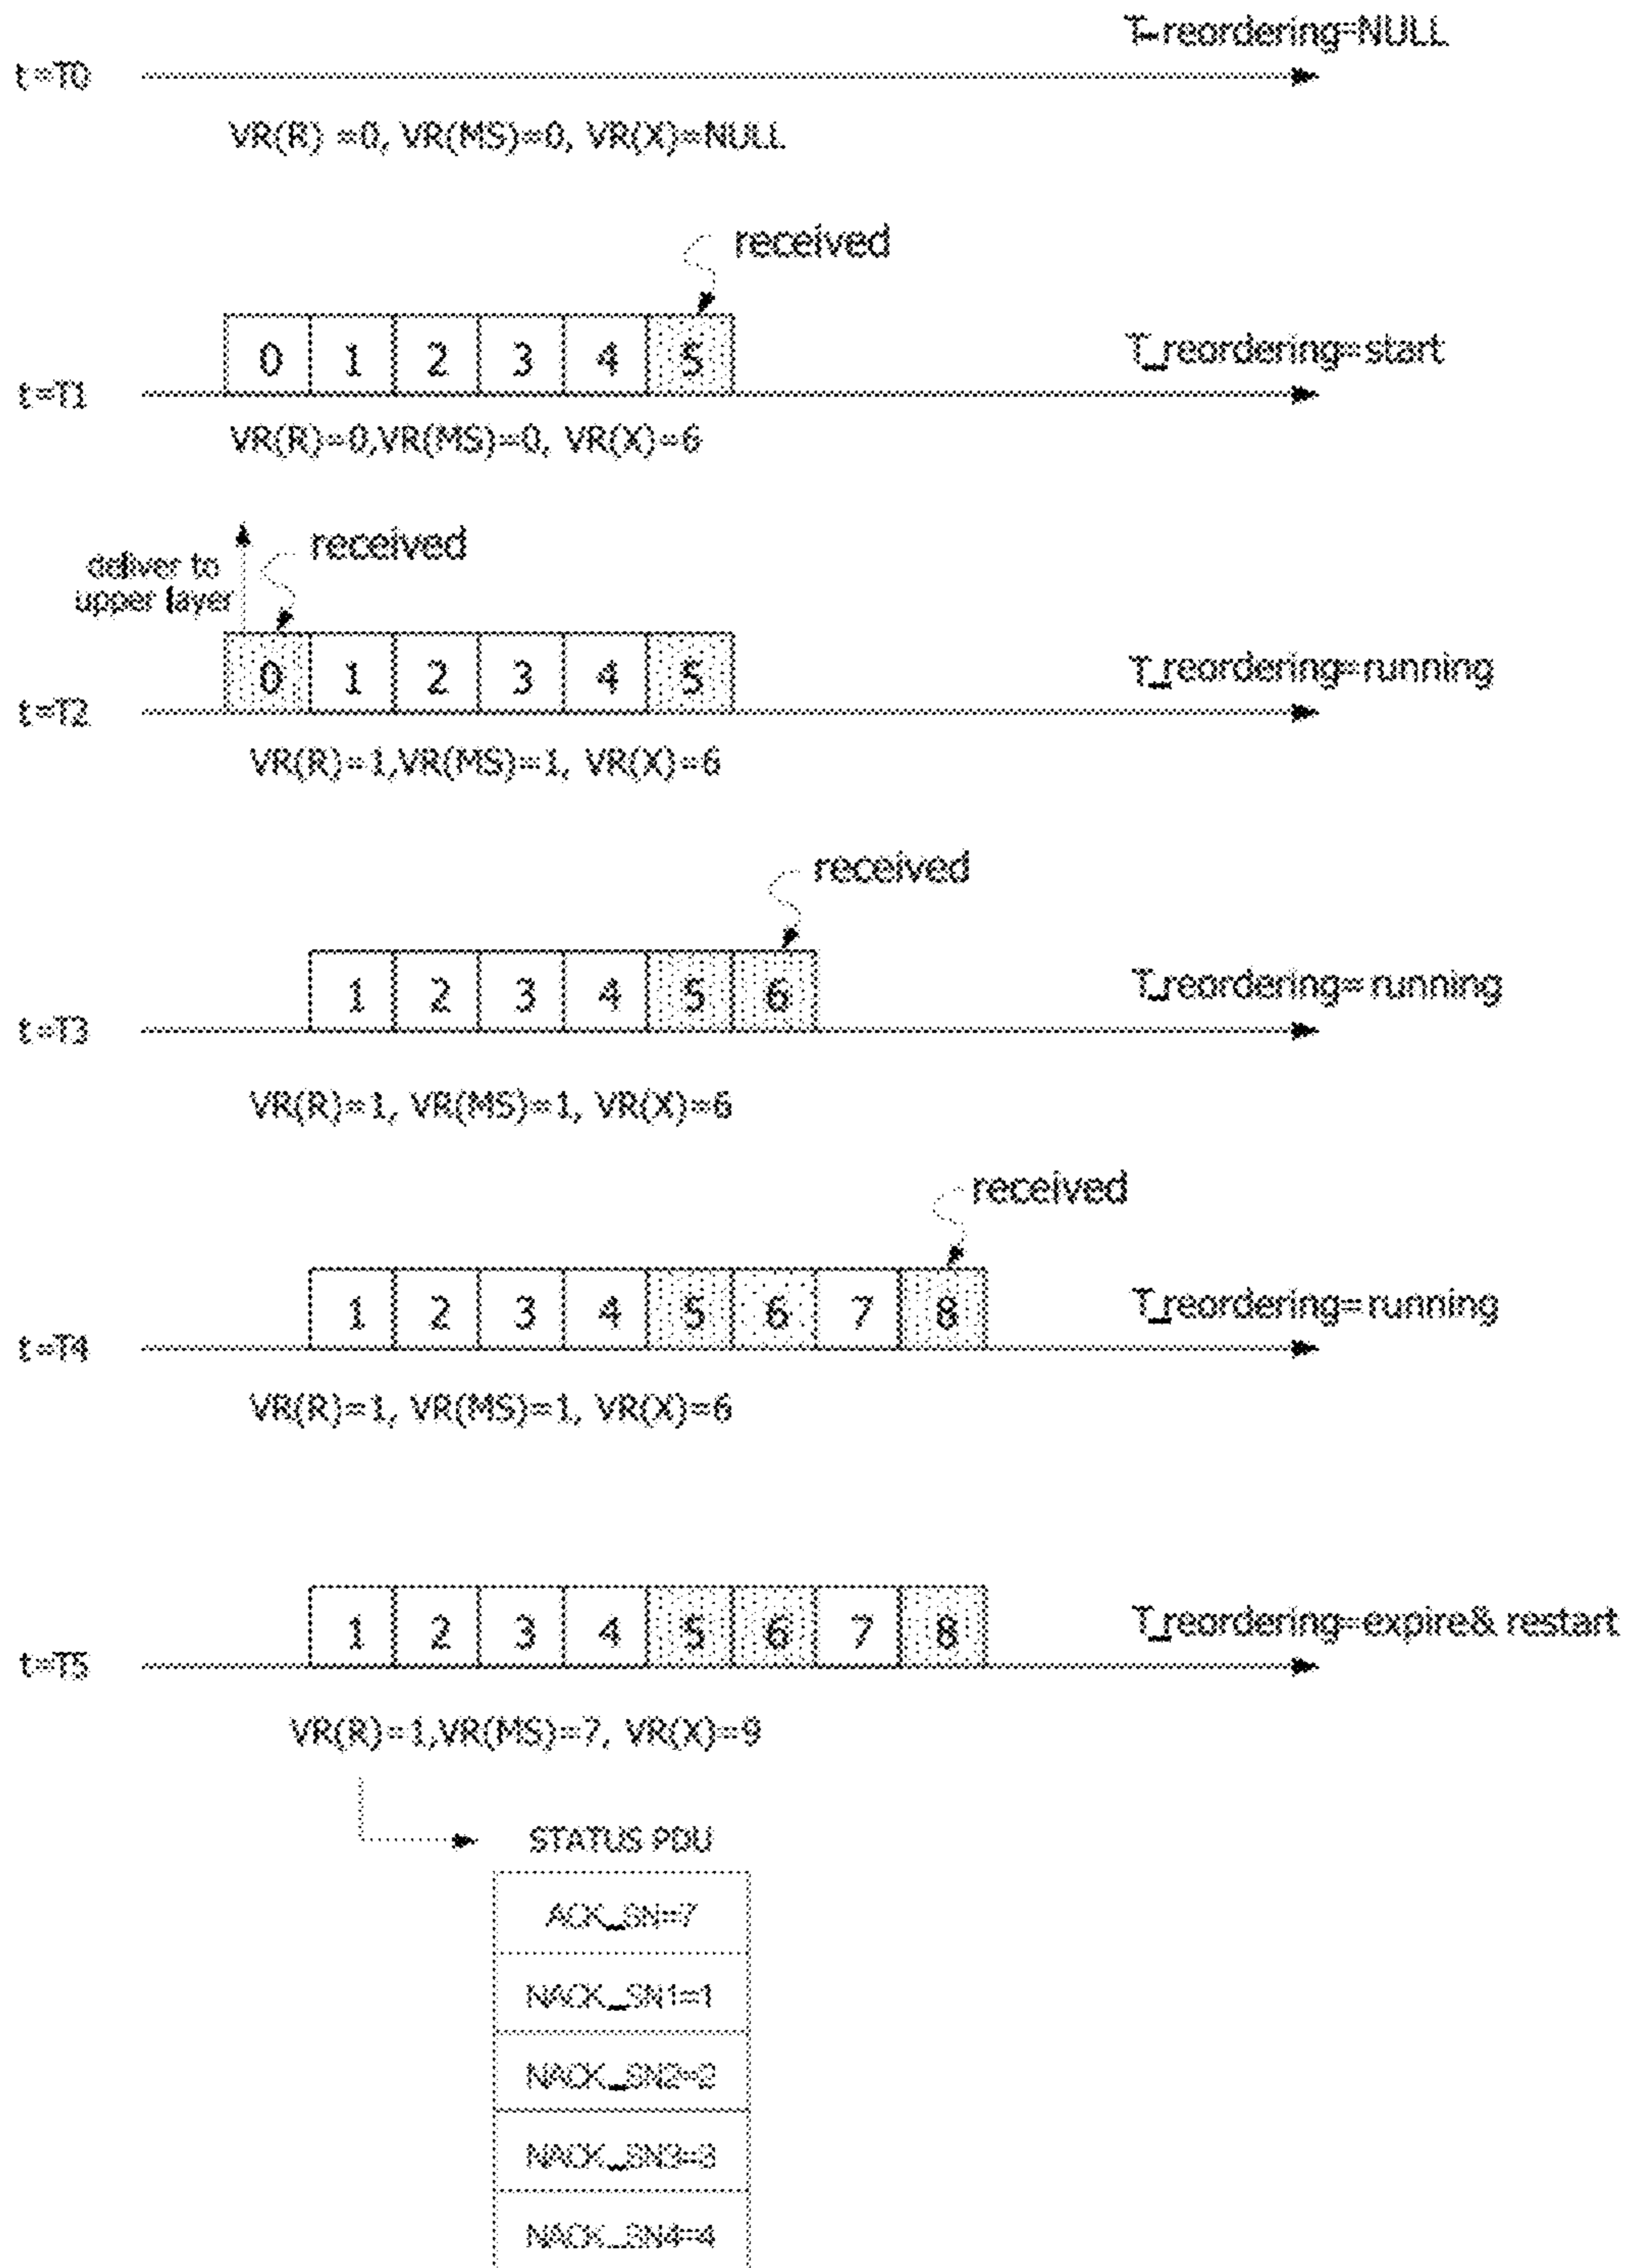 T-reordering=NULL
t=T0
VR(R) =0, VR(MS)=0, VR(X)=NULL
received
0 1 2 3 4 5
T_reordering=start
t=T1
VR(R)=0,VR(MS)=0, VR(X)=6
received
deliver to
upper layer
0 1 2 3 4 5
T_reordering=running
t=T2
VR(R)=1,VR(MS)=1, VR(X)=6
received
1 2 3 4 5 6
T_reordering= running
t=T3
VR(R)=1, VR(MS)=1, VR(X)=6
received
1 2 3 4 5 6 7 8
T_reordering= running
t=T4
VR(R)=1, VR(MS)=1, VR(X)=6
1 2 3 4 5 6 7 8
T_reordering=expire& restart
t=T5
VR(R)=1,VR(MS)=7, VR(X)=9
STATUS PDU
ACK_SN=7
NACK_SN1=1
NACK_SN2=2
NACK_SN3=3
NACK_SN4=4